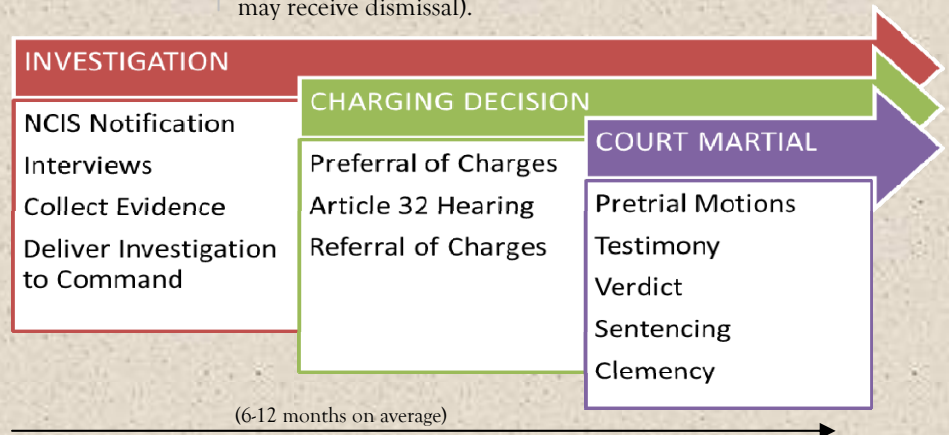 may receive dismissal).
INVESTIGATION
NCIS Notification
Interviews
Collect Evidence
Deliver Investigation
to Command
CHARGING DECISION
Preferral of Charges
Article 32 Hearing
Referral of Charges
COURT MARTIAL
Pretrial Motions
Testimony
Verdict
Sentencing
Clemency
(6-12 months on average)